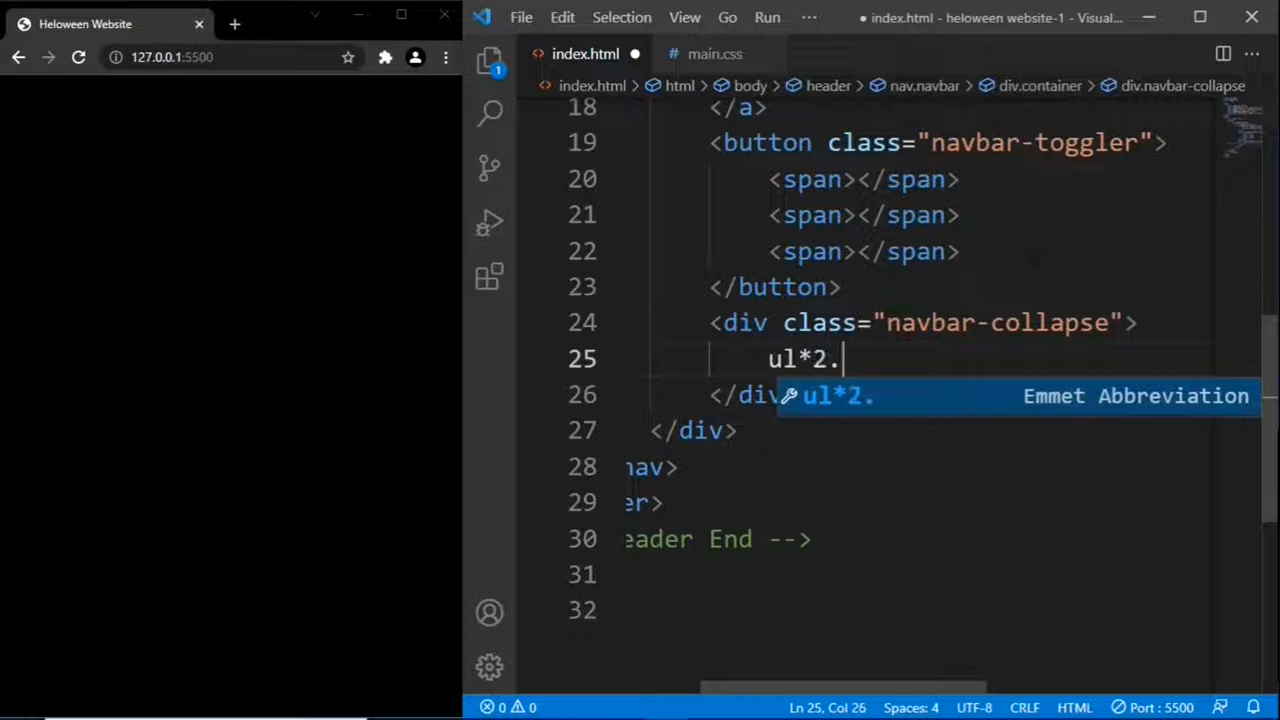 Heloween Website
127.0.0.1:5500
File Edit Selection View Go Run ··· ● index.html - heloween website-1 - Visual...
index.html ●
# main.css
index.html > html > body > header > nav.navbar > div.container > div.navbar-collapse
18 </a>
19 <button class="navbar-toggler">
20 <span></span>
21 <span></span>
22 <span></span>
23 </button>
24 <div class="navbar-collapse">
25 ul*2.
ul*2. Emmet Abbreviation
26 </div
27 </div>
28 nav>
29 er>
30 eader End -->
31
32
1
0 0 Ln 25, Col 26 Spaces: 4 UTF-8 CRLF HTML Port : 5500